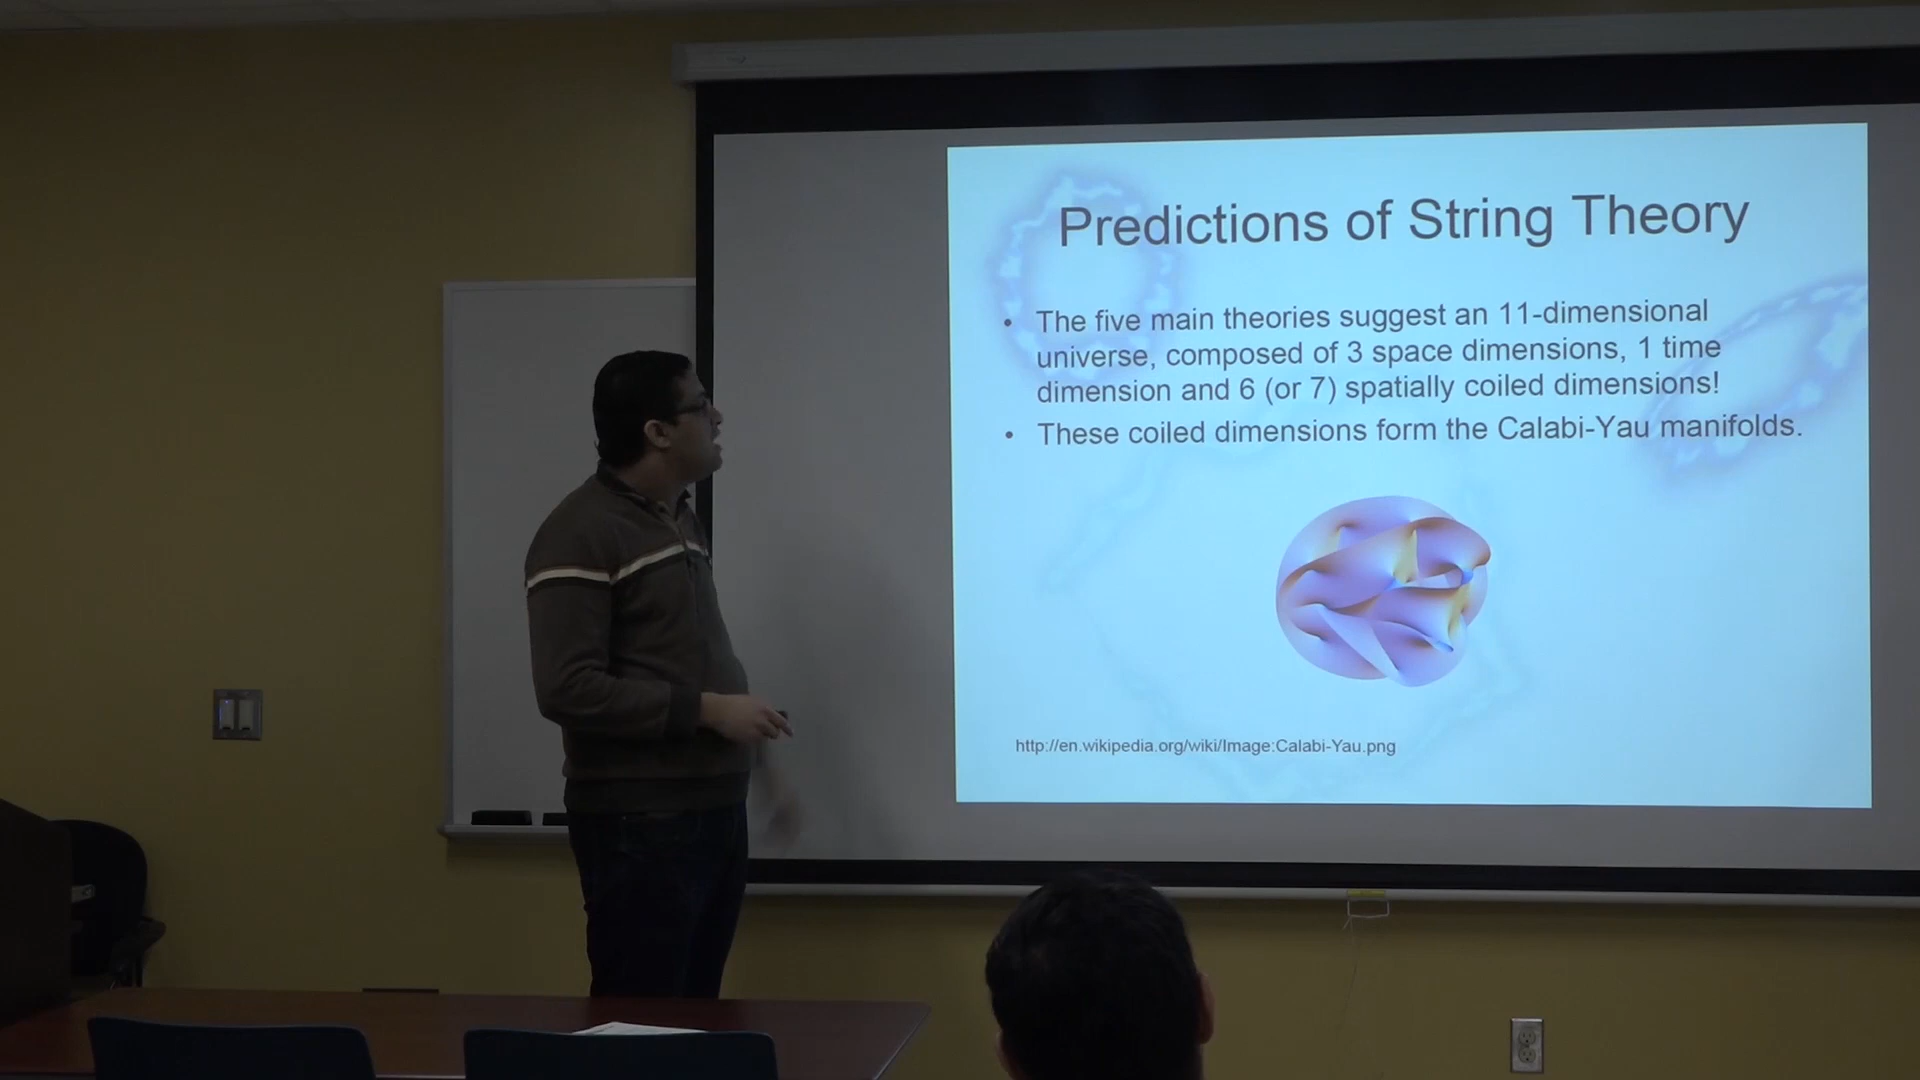 Predictions of String Theory
• The five main theories suggest an 11-dimensional
universe, composed of 3 space dimensions, 1 time
dimension and 6 (or 7) spatially coiled dimensions!
• These coiled dimensions form the Calabi-Yau manifolds.
http://en.wikipedia.org/wiki/Image:Calabi-Yau.png